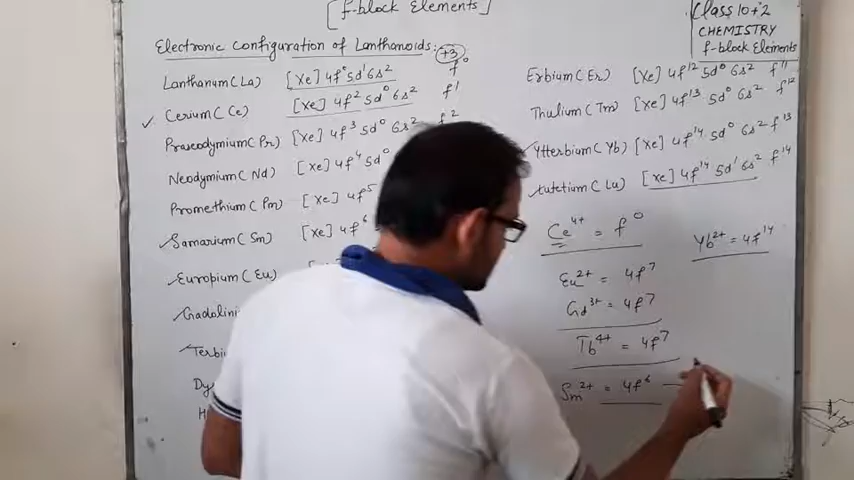 [f-block Elements]
Class 10+2
CHEMISTRY
f-block Elements
Electronic Configuration of Lanthanoids: +3
Lanthanum (La) [Xe] 4f⁰ 5d¹ 6s² f⁰
✓ Cerium (Ce) [Xe] 4f² 5d⁰ 6s² f¹
Praseodymium (Pr) [Xe] 4f³ 5d⁰ 6s² f²
Neodymium (Nd) [Xe] 4f⁴ 5d⁰
Promethium (Pm) [Xe] 4f⁵
Samarium (Sm) [Xe] 4f⁶
Europium (Eu)
Gadolin
Terbi
Dy
H
Erbium (Er) [Xe] 4f¹² 5d⁰ 6s² f¹¹
Thulium (Tm) [Xe] 4f¹³ 5d⁰ 6s² f¹²
Ytterbium (Yb) [Xe] 4f¹⁴ 5d⁰ 6s² f¹³
Lutetium (Lu) [Xe] 4f¹⁴ 5d¹ 6s² f¹⁴
Ce⁴⁺ = f⁰
Yb²⁺ = 4f¹⁴
Eu²⁺ = 4f⁷
Gd³⁺ = 4f⁷
Tb⁴⁺ = 4f⁷
Sm²⁺ = 4f⁶